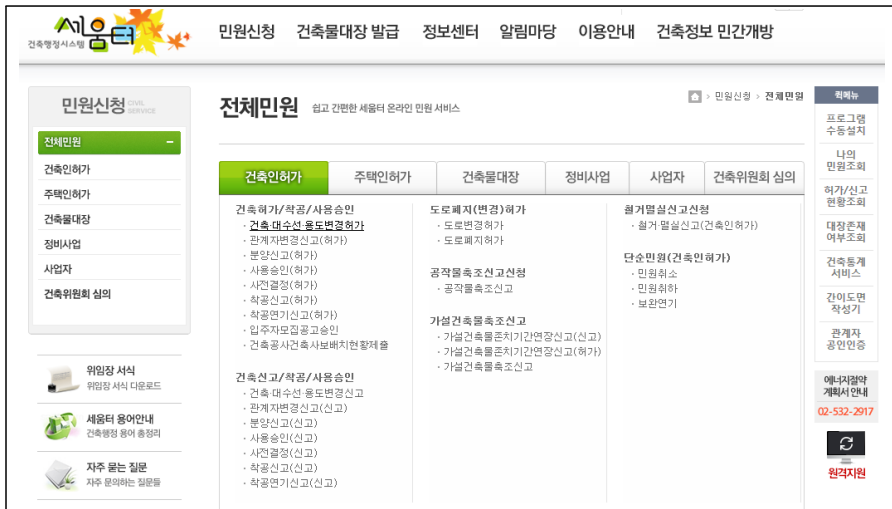 세움터
건축행정시스템
민원신청 건축물대장 발급 정보센터 알림마당 이용안내 건축정보 민간개방
민원신청 CIVIL SERVICE
전체민원 −
건축인허가
주택인허가
건축물대장
정비사업
사업자
건축위원회 심의
위임장 서식
위임장 서식 다운로드
세움터 용어안내
건축행정 용어 총정리
자주 묻는 질문
자주 문의하는 질문들
전체민원 쉽고 간편한 세움터 온라인 민원 서비스
> 민원신청 > 전체민원
건축인허가 주택인허가 건축물대장 정비사업 사업자 건축위원회 심의
건축허가/착공/사용승인
· 건축·대수선·용도변경허가
· 관계자변경신고(허가)
· 분양신고(허가)
· 사용승인(허가)
· 사전결정(허가)
· 착공신고(허가)
· 착공연기신고(허가)
· 입주자모집공고승인
· 건축공사건축사보배치현황제출
건축신고/착공/사용승인
· 건축·대수선·용도변경신고
· 관계자변경신고(신고)
· 분양신고(신고)
· 사용승인(신고)
· 사전결정(신고)
· 착공신고(신고)
· 착공연기신고(신고)
도로폐지(변경)허가
· 도로변경허가
· 도로폐지허가
공작물축조신고신청
· 공작물축조신고
가설건축물축조신고
· 가설건축물존치기간연장신고(신고)
· 가설건축물존치기간연장신고(허가)
· 가설건축물축조신고
철거멸실신고신청
· 철거·멸실신고(건축인허가)
단순민원(건축인허가)
· 민원취소
· 민원취하
· 보완연기
퀵메뉴
프로그램
수동설치
나의
민원조회
허가/신고
현황조회
대장존재
여부조회
건축통계
서비스
간이도면
작성기
관계자
공인인증
에너지절약
계획서 안내
02-532-2917
원격지원